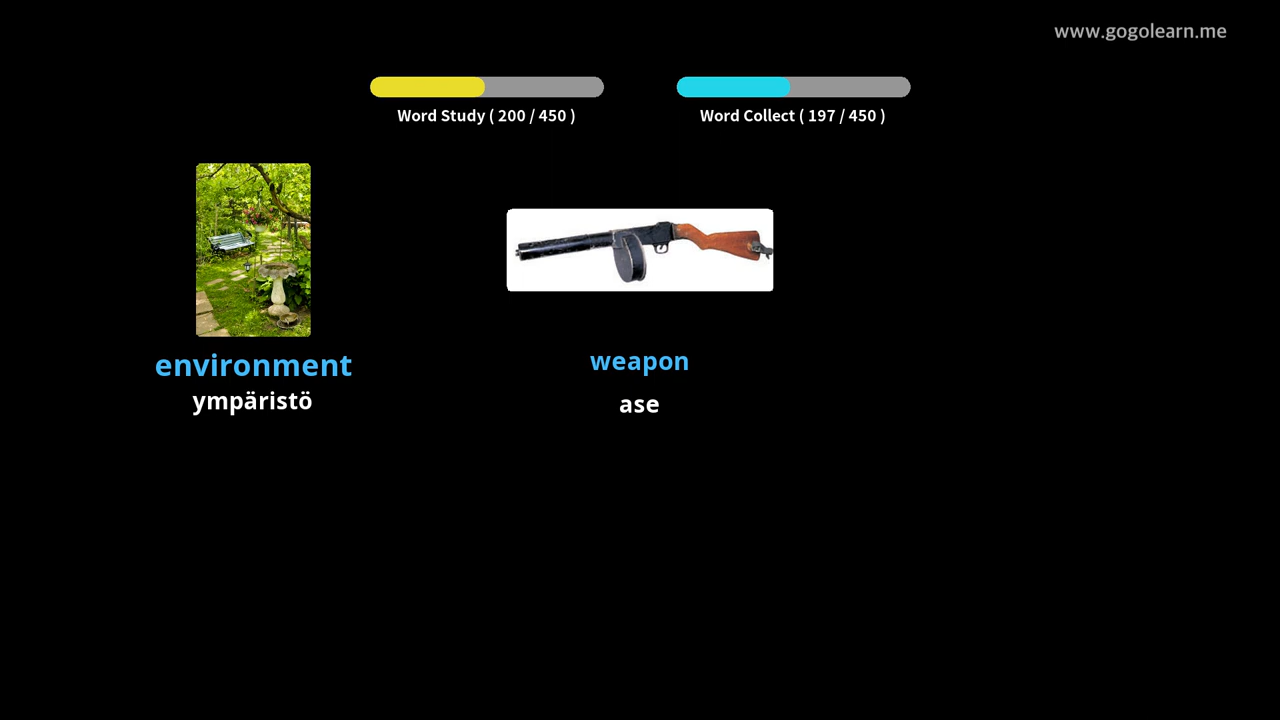 www.gogolearn.me
Word Study ( 200 / 450 )
Word Collect ( 197 / 450 )
environment
ympäristö
weapon
ase